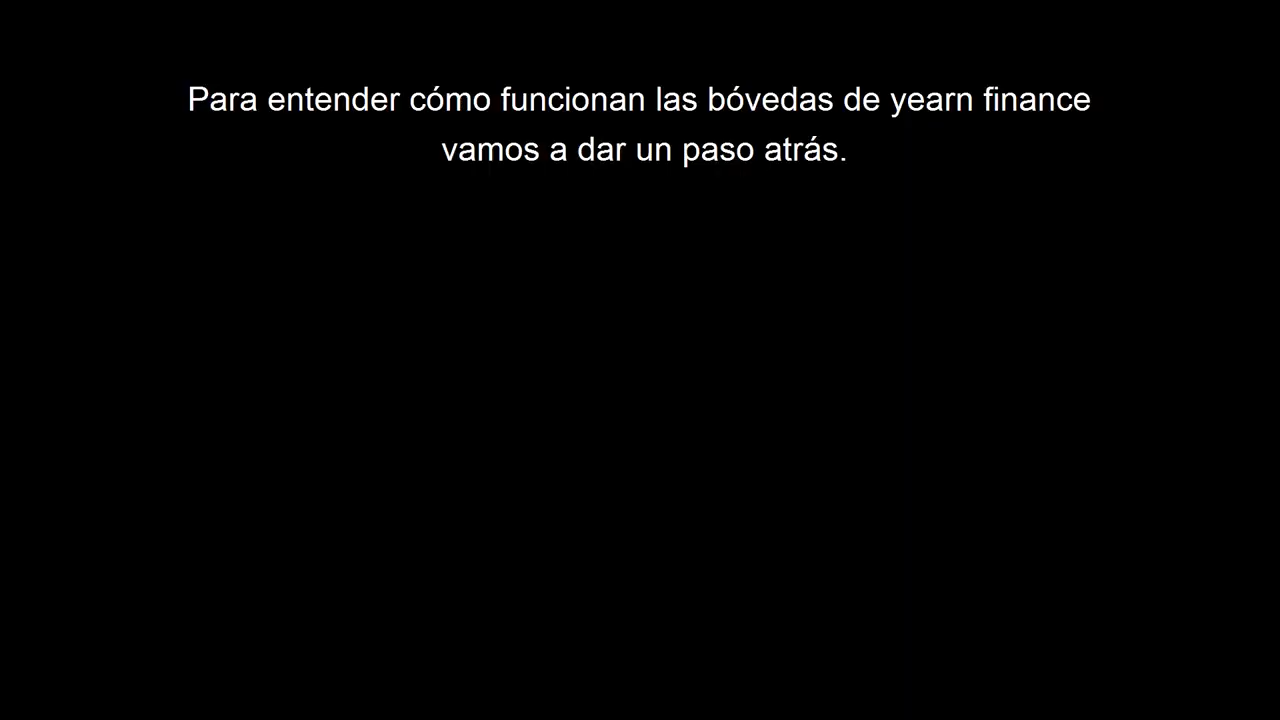 Para entender cómo funcionan las bóvedas de yearn finance
vamos a dar un paso atrás.